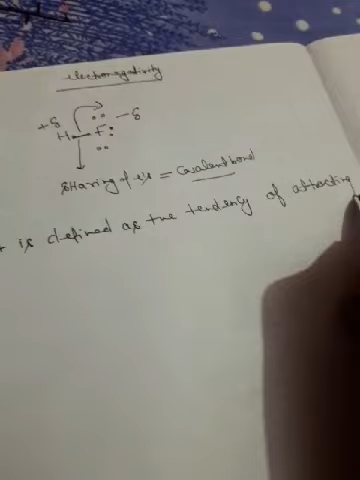 electronegativity
+δ H–F: –δ
sHaring of e's = Covalent bond
is defined as the tendency of attracting